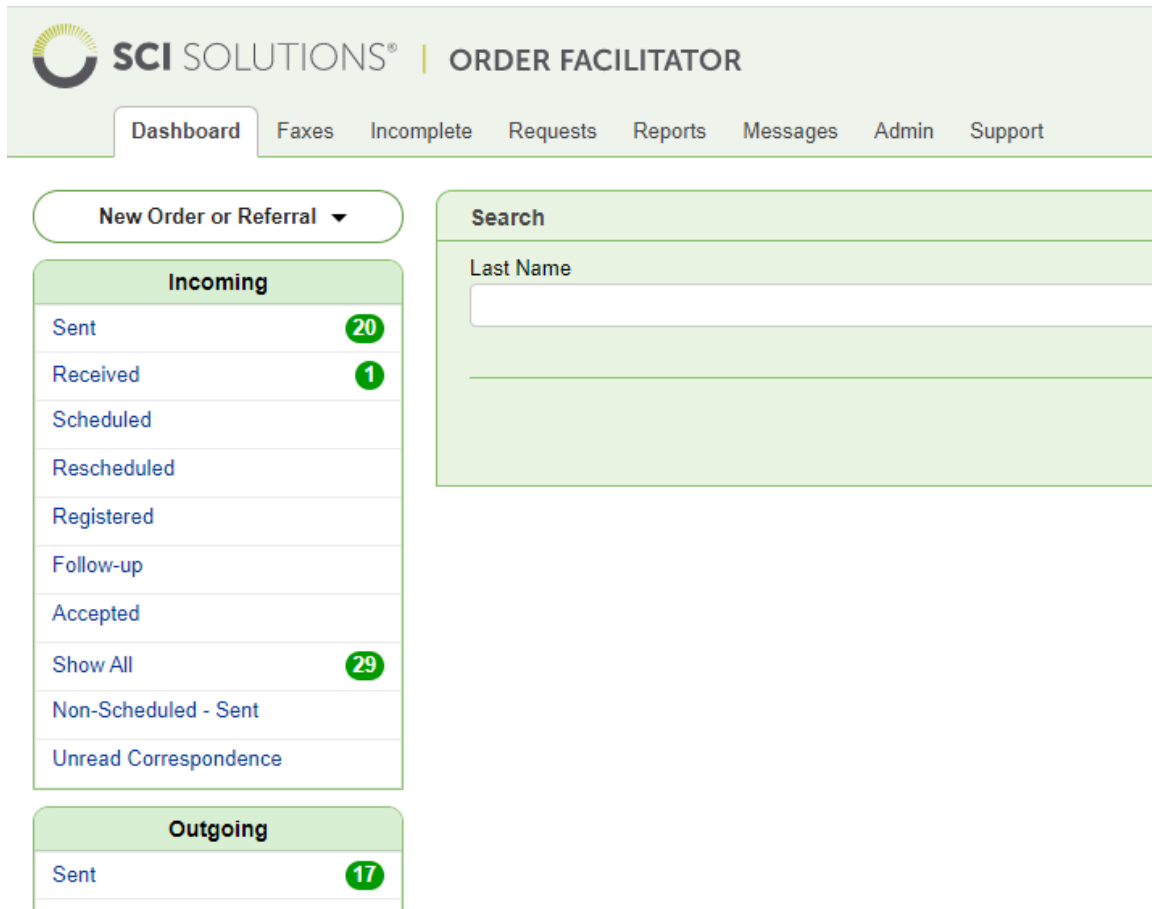 SCI SOLUTIONS® | ORDER FACILITATOR
Dashboard Faxes Incomplete Requests Reports Messages Admin Support
New Order or Referral
Incoming
Sent 20
Received 1
Scheduled
Rescheduled
Registered
Follow-up
Accepted
Show All 29
Non-Scheduled - Sent
Unread Correspondence
Outgoing
Sent 17
Search
Last Name